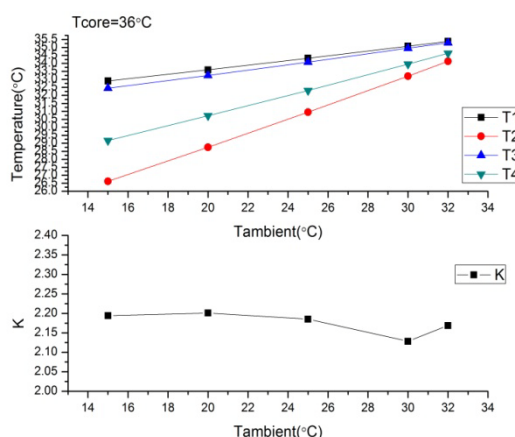 Tcore=36°C
35.5
35.0
34.5
34.0
33.5
33.0
32.5
32.0
31.5
31.0
30.5
30.0
29.5
29.0
28.5
28.0
27.5
27.0
26.5
26.0
Temperature(°C)
14 16 18 20 22 24 26 28 30 32 34
Tambient(°C)
T1
T2
T3
T4
2.40
2.35
2.30
2.25
2.20
2.15
2.10
2.05
2.00
K
K
14 16 18 20 22 24 26 28 30 32 34
Tambient(°C)